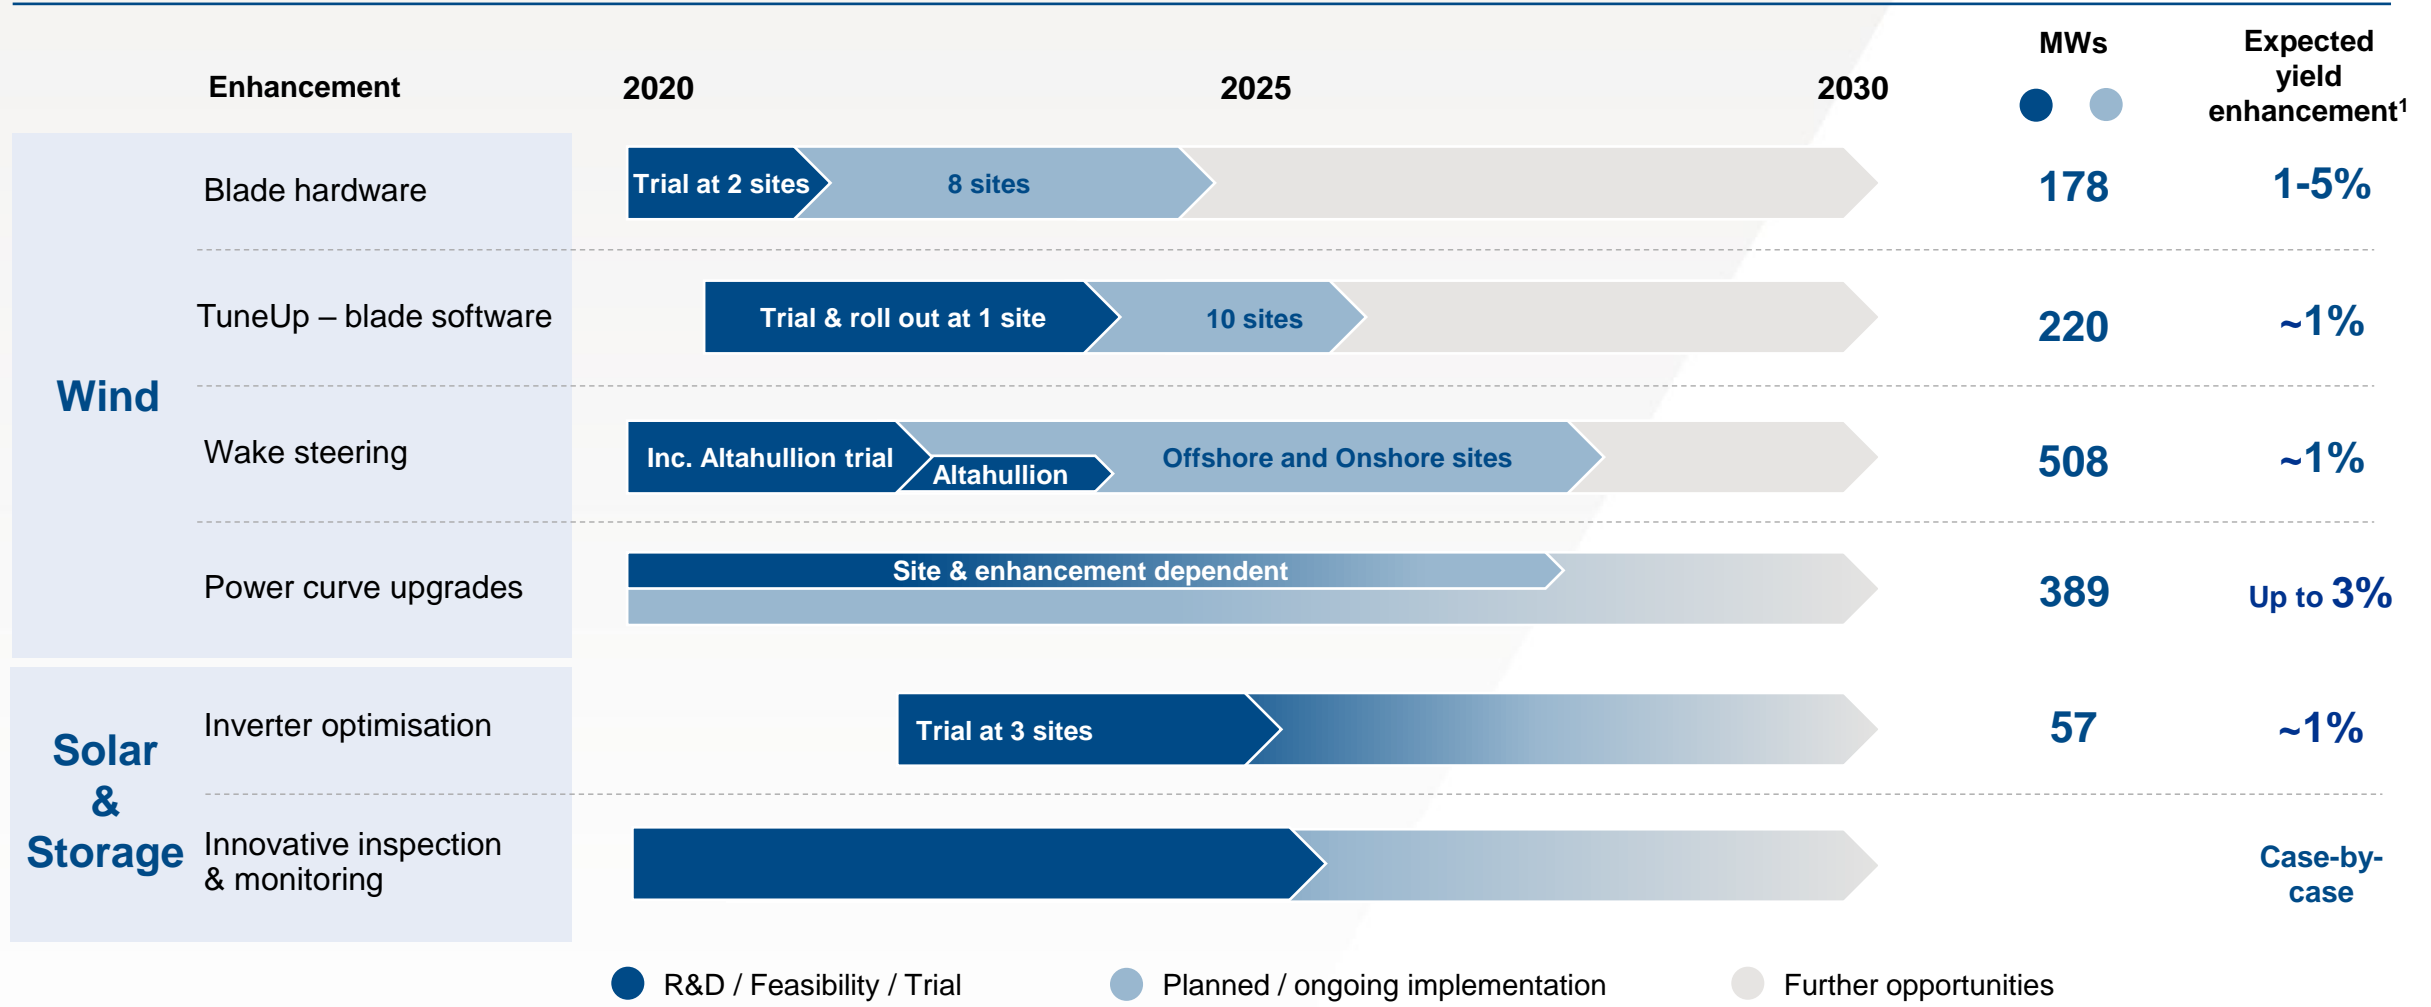 Enhancement 2020 2025 2030 MWs Expected
yield
enhancement¹
Wind
Blade hardware Trial at 2 sites 8 sites 178 1-5%
TuneUp – blade software Trial & roll out at 1 site 10 sites 220 ~1%
Wake steering Inc. Altahullion trial Altahullion Offshore and Onshore sites 508 ~1%
Power curve upgrades Site & enhancement dependent 389 Up to 3%
Solar
&
Storage
Inverter optimisation Trial at 3 sites 57 ~1%
Innovative inspection
& monitoring
Case-by-
case
R&D / Feasibility / Trial Planned / ongoing implementation Further opportunities